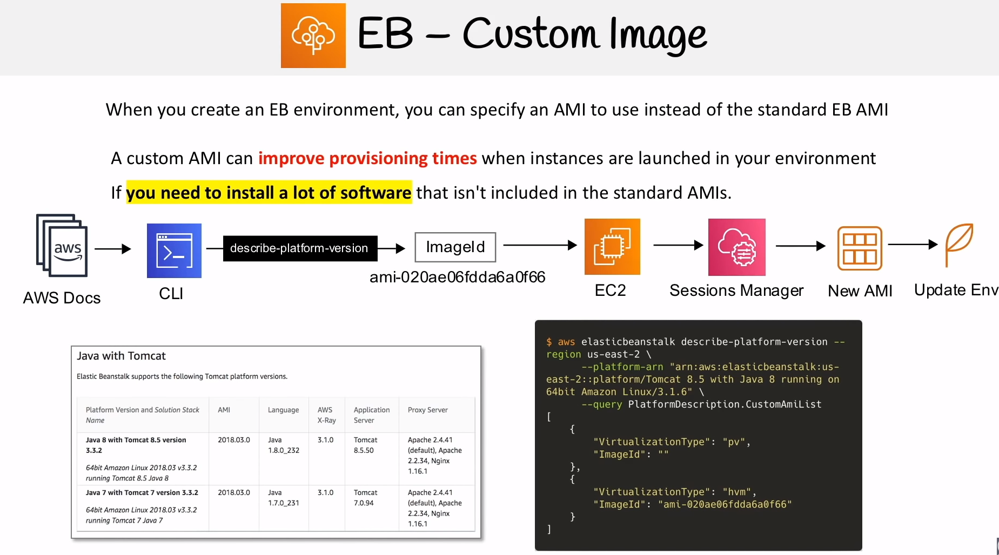 EB – Custom Image
When you create an EB environment, you can specify an AMI to use instead of the standard EB AMI
A custom AMI can improve provisioning times when instances are launched in your environment
If you need to install a lot of software that isn't included in the standard AMIs.
aws
AWS Docs
CLI
describe-platform-version
ImageId
ami-020ae06fdda6a0f66
EC2
Sessions Manager
New AMI
Update Env
Java with Tomcat
Elastic Beanstalk supports the following Tomcat platform versions.
Platform Version and Solution Stack
Name
AMI
Language
AWS
X-Ray
Application
Server
Proxy Server
Java 8 with Tomcat 8.5 version
3.3.2
64bit Amazon Linux 2018.03 v3.3.2
running Tomcat 8.5 Java 8
2018.03.0
Java
1.8.0_232
3.1.0
Tomcat
8.5.50
Apache 2.4.41
(default), Apache
2.2.34, Nginx
1.16.1
Java 7 with Tomcat 7 version 3.3.2
64bit Amazon Linux 2018.03 v3.3.2
running Tomcat 7 Java 7
2018.03.0
Java
1.7.0_231
3.1.0
Tomcat
7.0.94
Apache 2.4.41
(default), Apache
2.2.34, Nginx
1.16.1
$ aws elasticbeanstalk describe-platform-version --
region us-east-2 \
--platform-arn "arn:aws:elasticbeanstalk:us-
east-2::platform/Tomcat 8.5 with Java 8 running on
64bit Amazon Linux/3.1.6" \
--query PlatformDescription.CustomAmiList
[
{
"VirtualizationType": "pv",
"ImageId": ""
},
{
"VirtualizationType": "hvm",
"ImageId": "ami-020ae06fdda6a0f66"
}
]